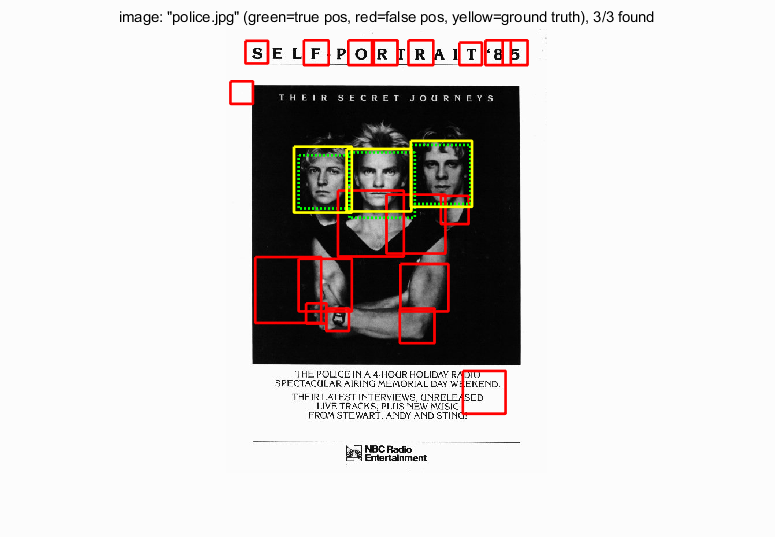 image: "police.jpg" (green=true pos, red=false pos, yellow=ground truth), 3/3 found
SELF-PORTRAIT '85
THEIR SECRET JOURNEYS
THE POLICE IN A 4-HOUR HOLIDAY RADIO
SPECTACULAR AIRING MEMORIAL DAY WEEKEND.
THEIR LATEST INTERVIEWS, UNRELEASED
LIVE TRACKS, PLUS NEW MUSIC
FROM STEWART, ANDY AND STING!
NBC Radio
Entertainment